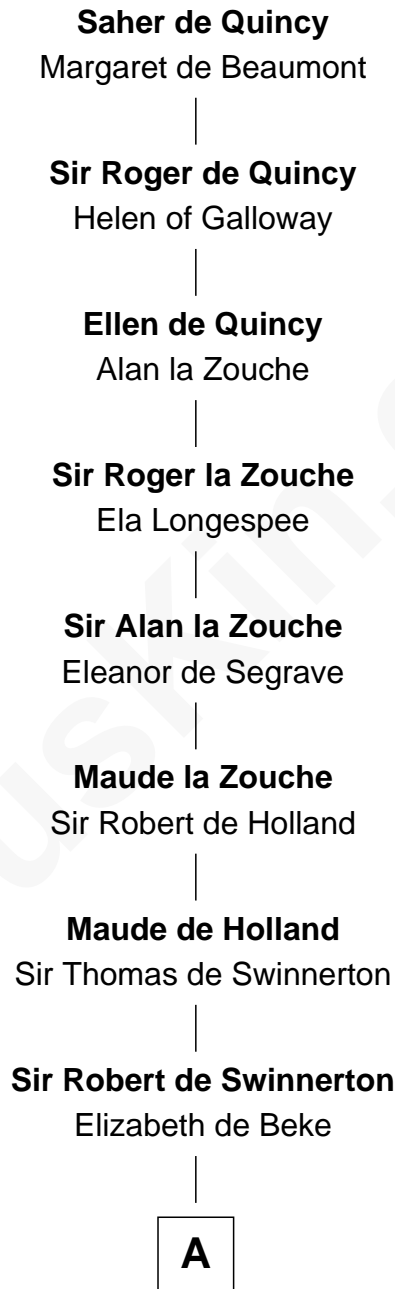 Saher de Quincy
Margaret de Beaumont
Sir Roger de Quincy
Helen of Galloway
Ellen de Quincy
Alan la Zouche
Sir Roger la Zouche
Ela Longespee
Sir Alan la Zouche
Eleanor de Segrave
Maude la Zouche
Sir Robert de Holland
Maude de Holland
Sir Thomas de Swinnerton
Sir Robert de Swinnerton
Elizabeth de Beke
A